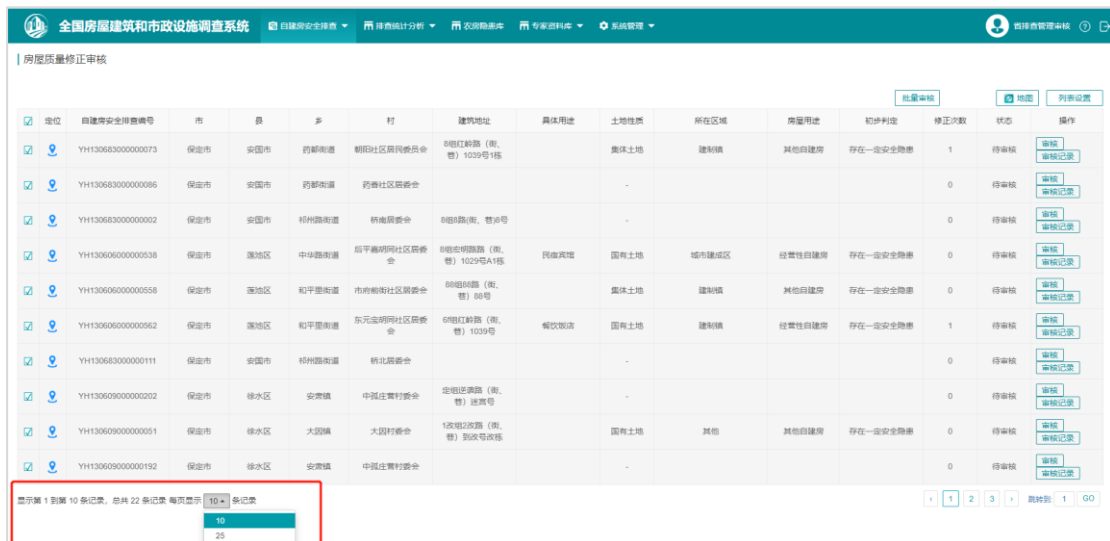 全国房屋建筑和市政设施调查系统 自建房安全排查 排查统计分析 农房隐患库 专家资料库 系统管理 省排查管理审核
房屋质量修正审核
批量审核 地图 列表设置
定位 自建房安全排查编号 市 县 乡 村 建筑地址 具体用途 土地性质 所在区域 房屋用途 初步判定 修正次数 状态 操作
YH130683000000073 保定市 安国市 药都街道 朝阳社区居民委员会 8组红岭路（街、巷）1039号1栋 集体土地 建制镇 其他自建房 存在一定安全隐患 1 待审核 审核 审核记录
YH130683000000086 保定市 安国市 药都街道 药香社区居委会 - 0 待审核 审核 审核记录
YH130683000000002 保定市 安国市 祁州路街道 桥南居委会 8组8路(街、巷)8号 - 0 待审核 审核 审核记录
YH130606000000538 保定市 莲池区 中华路街道 后平嘉胡同社区居委会 8组宏明路路（街、巷）1029号A1栋 民宿宾馆 国有土地 城市建成区 经营性自建房 存在一定安全隐患 0 待审核 审核 审核记录
YH130606000000558 保定市 莲池区 和平里街道 市府前街社区居委会 88组88路（街、巷）88号 集体土地 建制镇 其他自建房 存在一定安全隐患 0 待审核 审核 审核记录
YH130606000000562 保定市 莲池区 和平里街道 东元宝胡同社区居委会 6组红岭路（街、巷）1039号 餐饮饭店 国有土地 建制镇 经营性自建房 存在一定安全隐患 1 待审核 审核 审核记录
YH130683000000111 保定市 安国市 祁州路街道 桥北居委会 - 0 待审核 审核 审核记录
YH130609000000202 保定市 徐水区 安肃镇 中孤庄营村委会 定组逆袭路（街、巷）迷宫号 - 0 待审核 审核 审核记录
YH130609000000051 保定市 徐水区 大因镇 大因村委会 1改组2改路（街、巷）到改号改栋 国有土地 其他 其他自建房 存在一定安全隐患 0 待审核 审核 审核记录
YH130609000000192 保定市 徐水区 安肃镇 中孤庄营村委会 - 0 待审核 审核 审核记录
显示第 1 到第 10 条记录，总共 22 条记录 每页显示 10 条记录 1 2 3 跳转到 1 GO
10
25